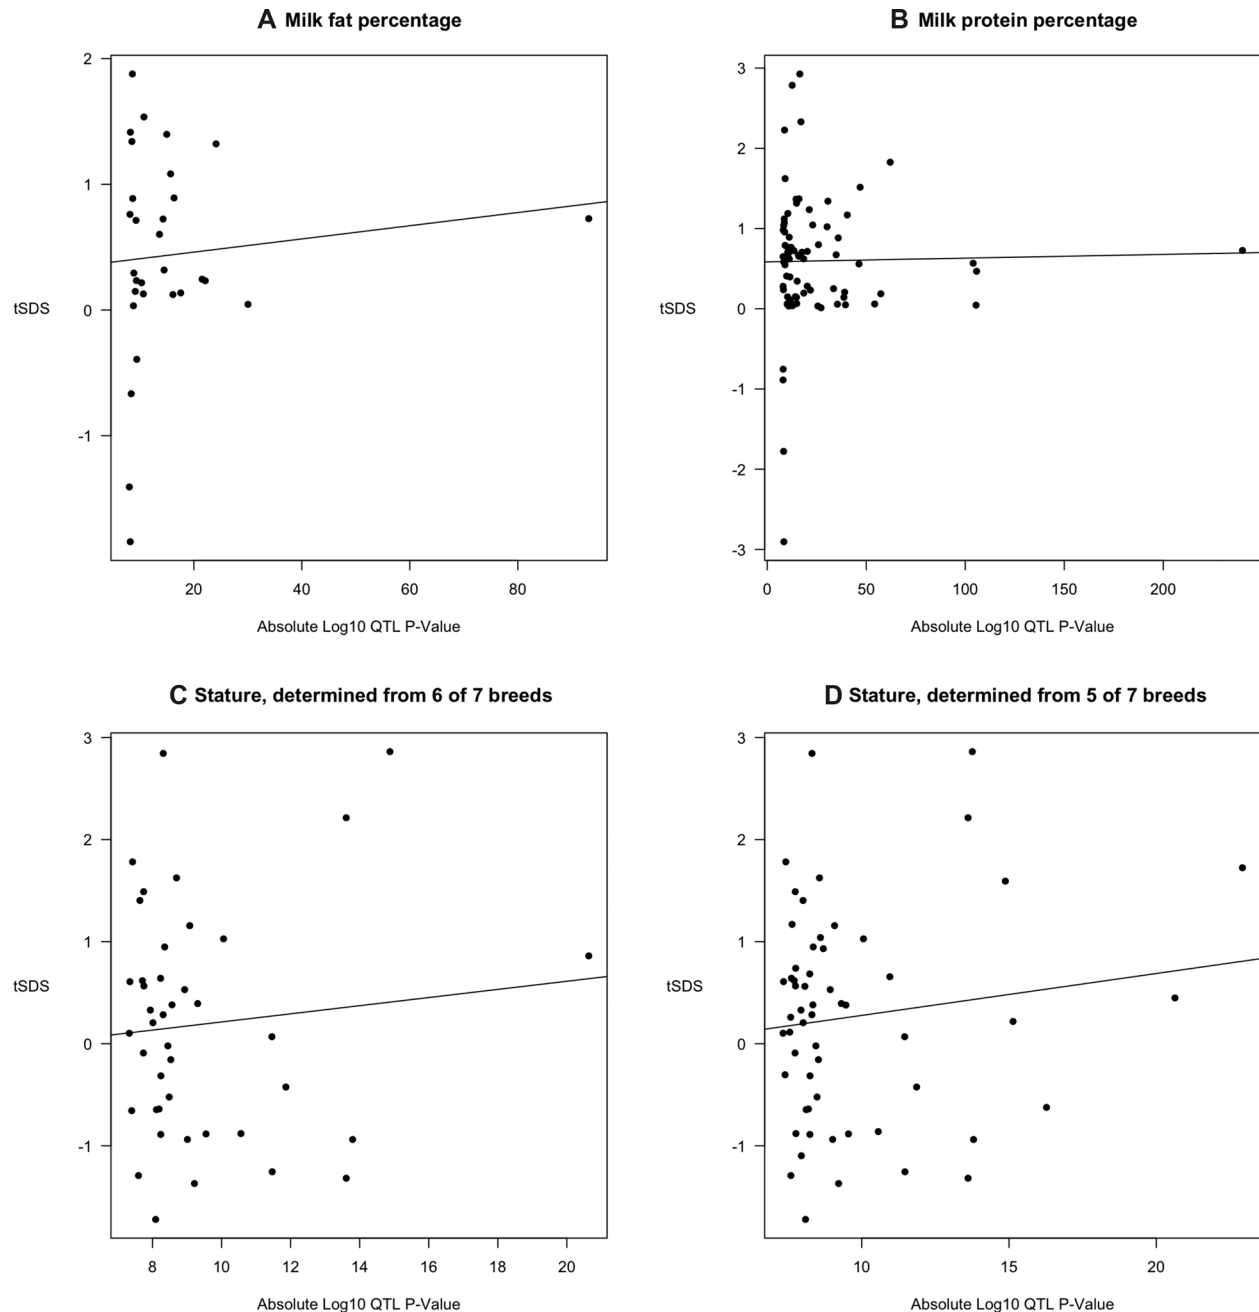 A Milk fat percentage
2
1
0
-1
tSDS
20 40 60 80
Absolute Log10 QTL P-Value
B Milk protein percentage
3
2
1
0
-1
-2
-3
tSDS
0 50 100 150 200
Absolute Log10 QTL P-Value
C Stature, determined from 6 of 7 breeds
3
2
1
0
-1
tSDS
8 10 12 14 16 18 20
Absolute Log10 QTL P-Value
D Stature, determined from 5 of 7 breeds
3
2
1
0
-1
tSDS
10 15 20
Absolute Log10 QTL P-Value